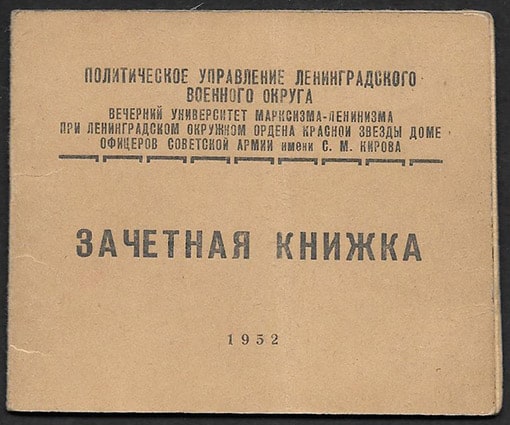 ПОЛИТИЧЕСКОЕ УПРАВЛЕНИЕ ЛЕНИНГРАДСКОГО
ВОЕННОГО ОКРУГА
ВЕЧЕРНИЙ УНИВЕРСИТЕТ МАРКСИЗМА-ЛЕНИНИЗМА
ПРИ ЛЕНИНГРАДСКОМ ОКРУЖНОМ ОРДЕНА КРАСНОЙ ЗВЕЗДЫ ДОМЕ
ОФИЦЕРОВ СОВЕТСКОЙ АРМИИ имени С. М. КИРОВА
ЗАЧЕТНАЯ КНИЖКА
1952